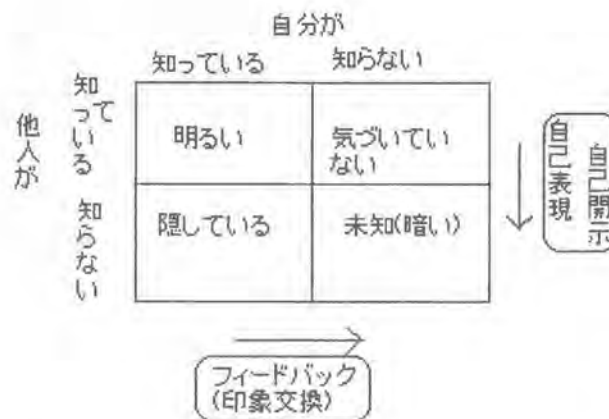 自分が
知っている
知らない
他人が
知っている
知らない
明るい
気づいてい
ない
隠している
未知(暗い)
自己開示
自己表現
フィードバック
(印象交換)